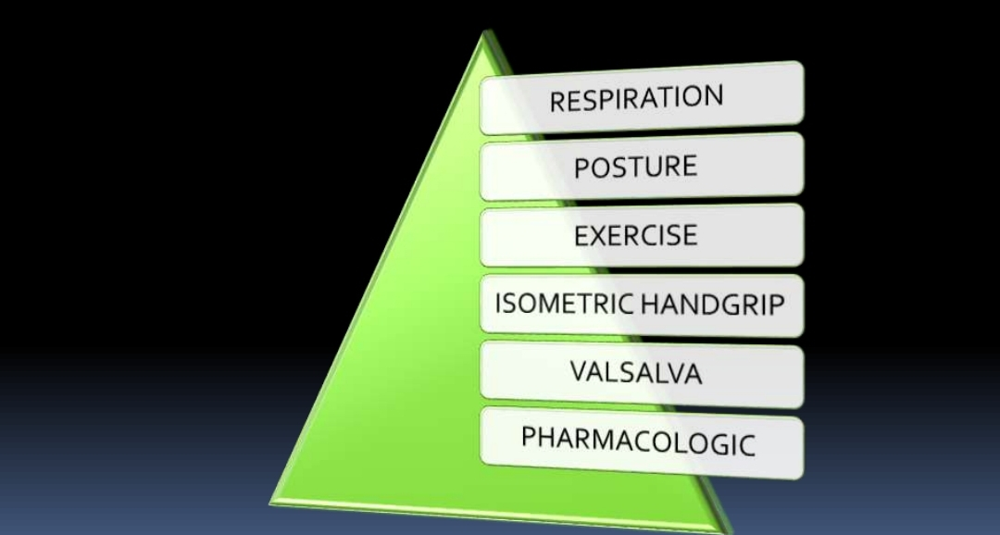 RESPIRATION
POSTURE
EXERCISE
ISOMETRIC HANDGRIP
VALSALVA
PHARMACOLOGIC